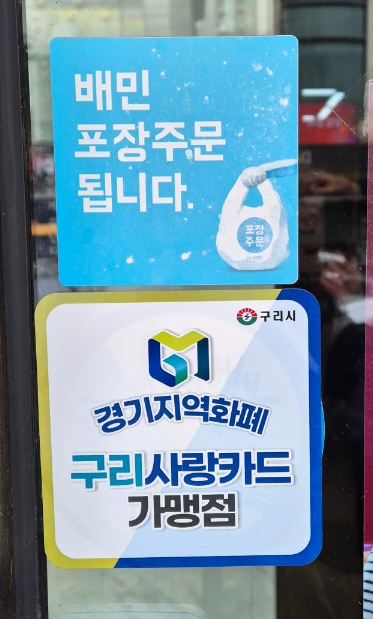 배민
포장주문
됩니다.
포장
주문
구리시
경기지역화폐
구리사랑카드
가맹점